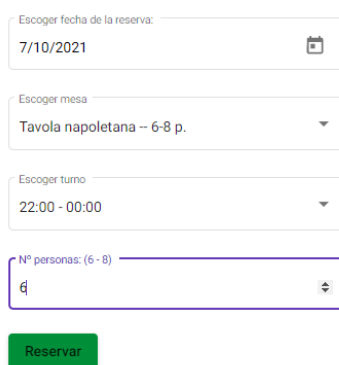 Escoger fecha de la reserva:
7/10/2021
Escoger mesa
Tavola napoletana -- 6-8 p.
Escoger turno
22:00 - 00:00
Nº personas: (6 - 8)
6
Reservar